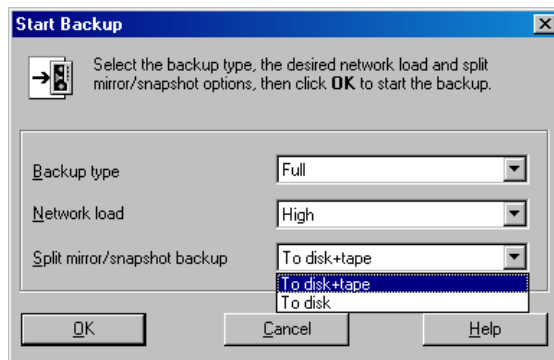 Start Backup
Select the backup type, the desired network load and split
mirror/snapshot options, then click OK to start the backup.
Backup type
Full
Network load
High
Split mirror/snapshot backup
To disk+tape
To disk+tape
To disk
OK
Cancel
Help